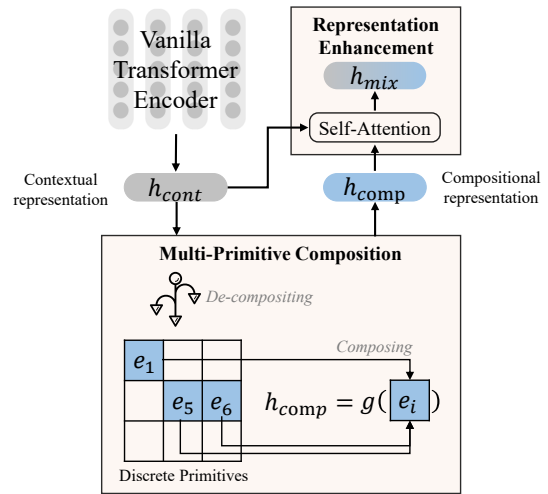 Vanilla
Transformer
Encoder
Representation
Enhancement
h_mix
Self-Attention
Contextual
representation
h_cont
h_comp
Compositional
representation
Multi-Primitive Composition
De-compositing
Composing
e_1
e_5 e_6
h_comp = g( e_i )
Discrete Primitives